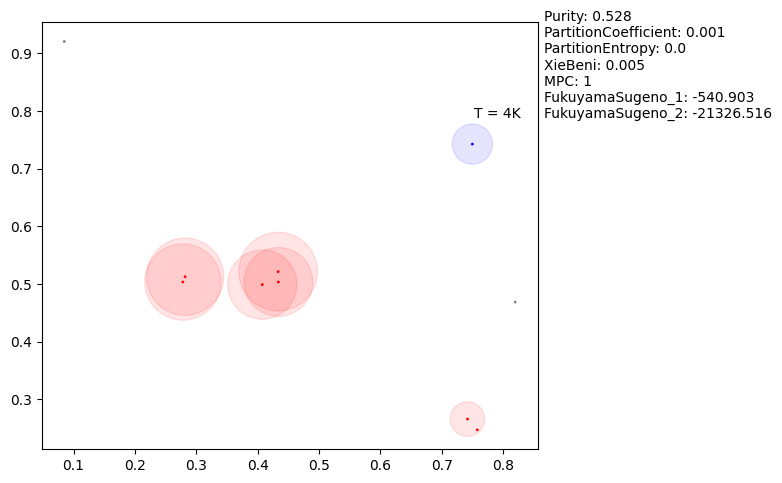 Purity: 0.528
PartitionCoefficient: 0.001
PartitionEntropy: 0.0
XieBeni: 0.005
MPC: 1
FukuyamaSugeno_1: -540.903
FukuyamaSugeno_2: -21326.516
T = 4K
0.9
0.8
0.7
0.6
0.5
0.4
0.3
0.1 0.2 0.3 0.4 0.5 0.6 0.7 0.8